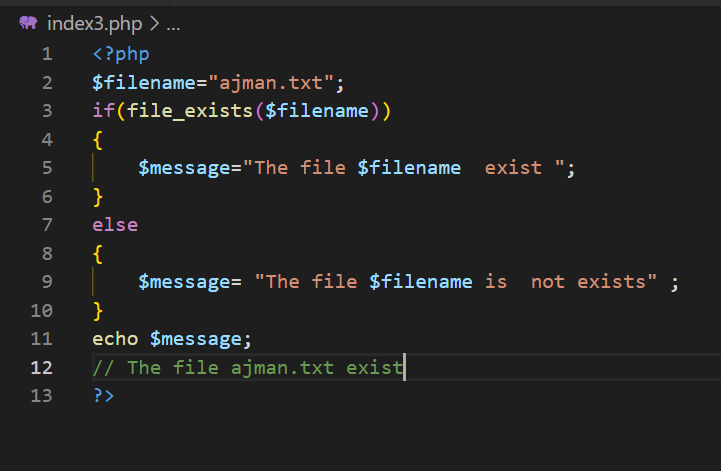 index3.php > ...
1 <?php
2 $filename="ajman.txt";
3 if(file_exists($filename))
4 {
5     $message="The file $filename  exist ";
6 }
7 else
8 {
9     $message= "The file $filename is  not exists" ;
10 }
11 echo $message;
12 // The file ajman.txt exist
13 ?>